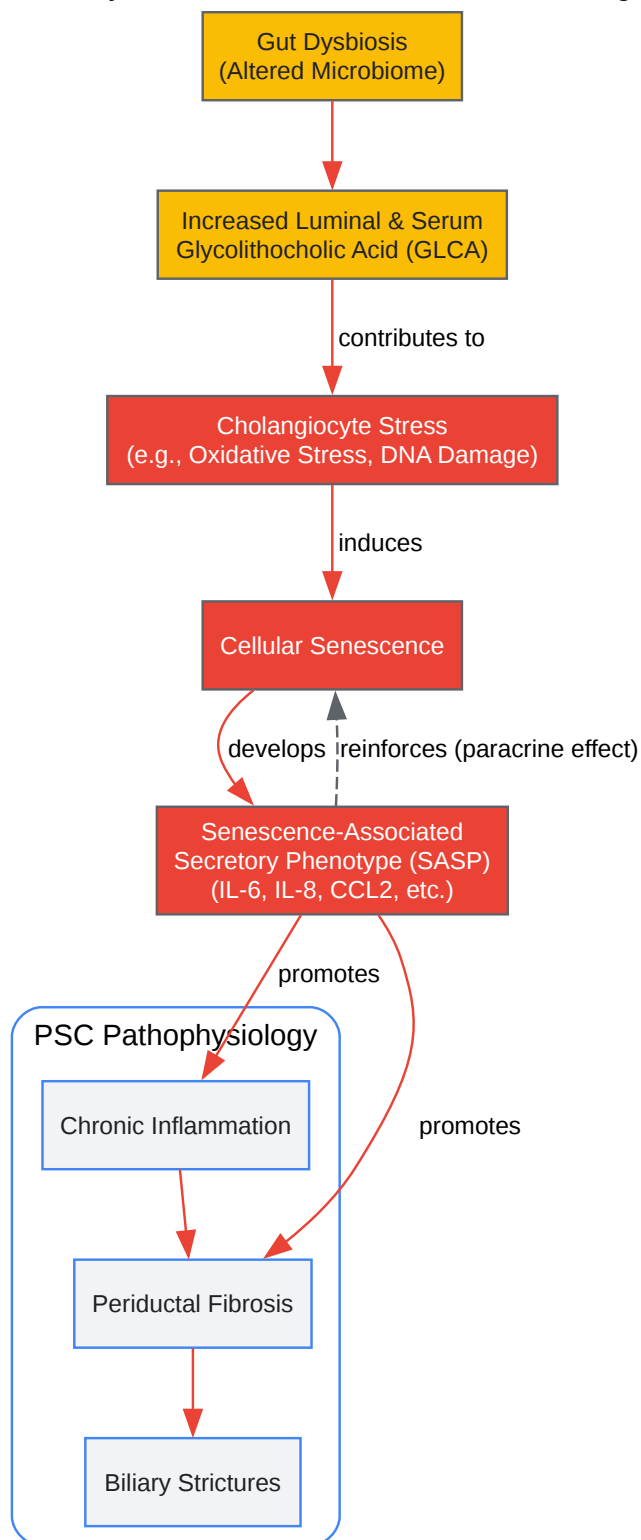 Gut Dysbiosis
(Altered Microbiome)
Increased Luminal & Serum
Glycolithocholic Acid (GLCA)
contributes to
Cholangiocyte Stress
(e.g., Oxidative Stress, DNA Damage)
induces
Cellular Senescence
develops
reinforces (paracrine effect)
Senescence-Associated
Secretory Phenotype (SASP)
(IL-6, IL-8, CCL2, etc.)
promotes
PSC Pathophysiology
Chronic Inflammation
promotes
Periductal Fibrosis
Biliary Strictures